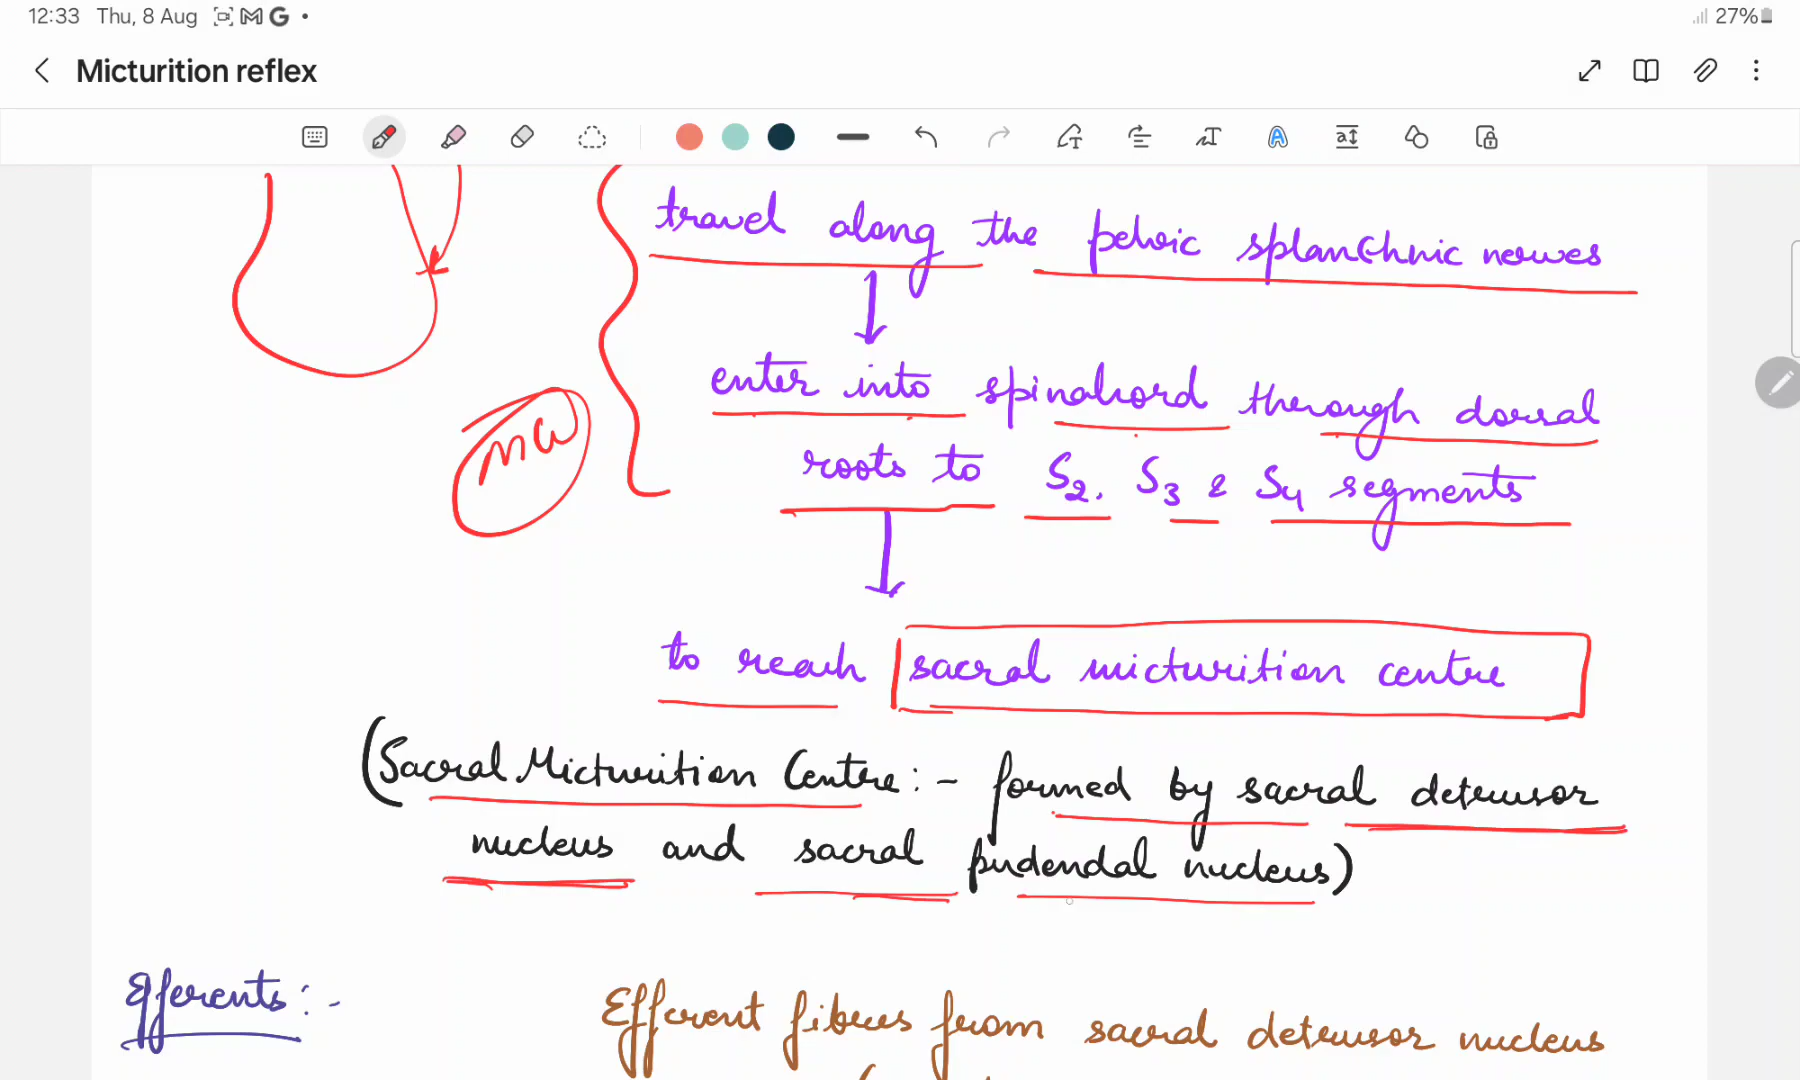 12:33 Thu, 8 Aug
27%
Micturition reflex
travel along the pelvic splanchnic nerves
enter into spinal cord through dorsal
roots to S2, S3 & S4 segments
to reach sacral micturition centre
(Sacral Micturition Centre:- formed by sacral detrusor
nucleus and sacral pudendal nucleus)
Efferents:-
Efferent fibres from sacral detrusor nucleus